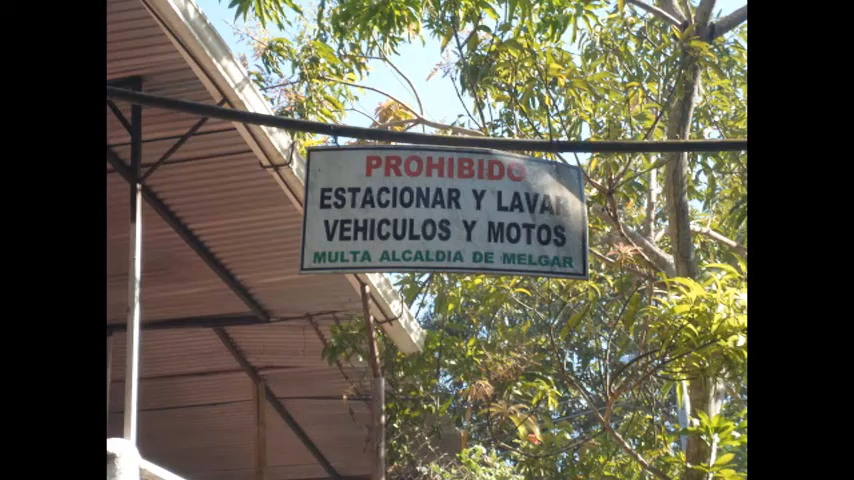 PROHIBIDO
ESTACIONAR Y LAVAR
VEHICULOS Y MOTOS
MULTA ALCALDIA DE MELGAR